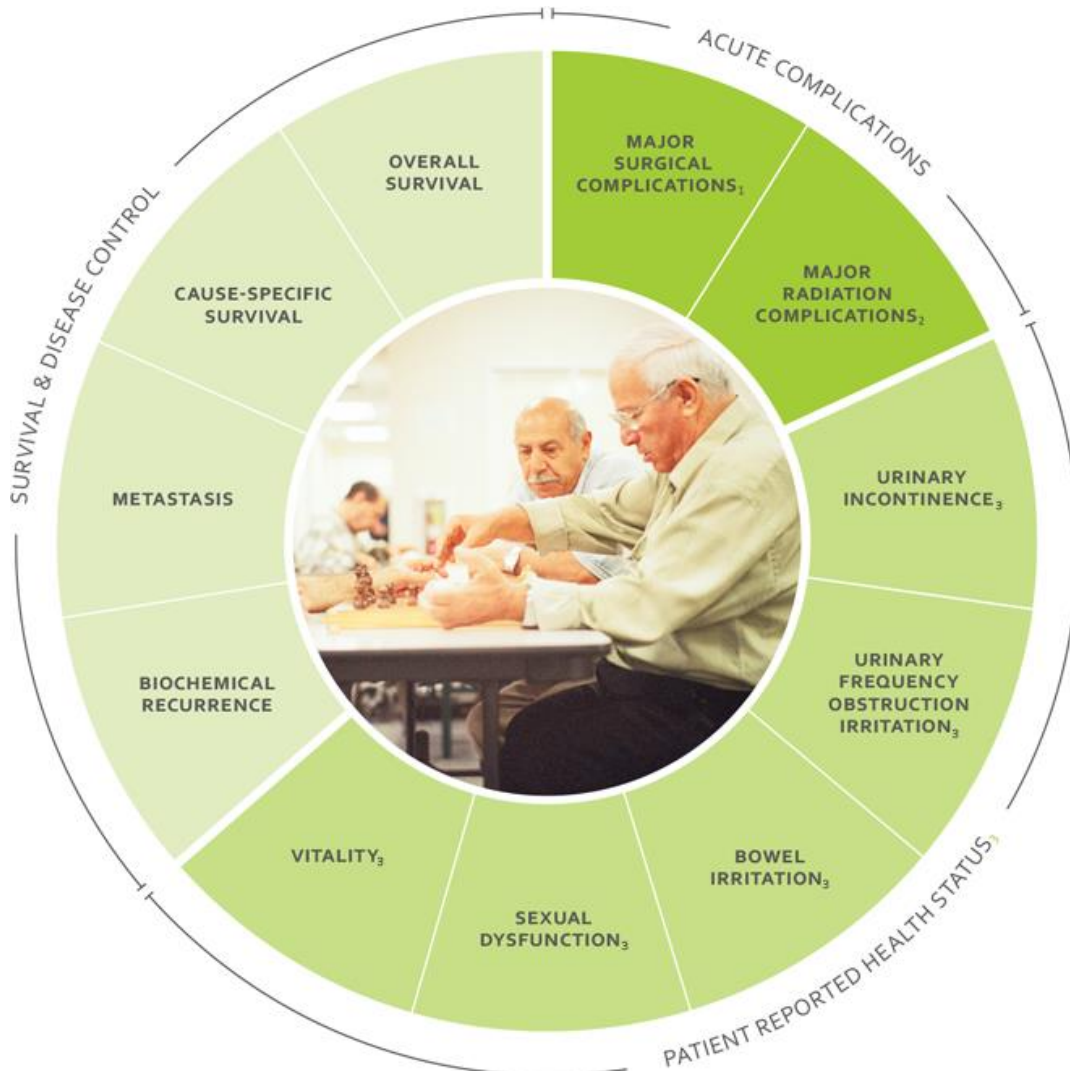 ACUTE COMPLICATIONS
MAJOR
SURGICAL
COMPLICATIONS₁
MAJOR
RADIATION
COMPLICATIONS₂
PATIENT REPORTED HEALTH STATUS₃
URINARY
INCONTINENCE₃
URINARY
FREQUENCY
OBSTRUCTION
IRRITATION₃
BOWEL
IRRITATION₃
SEXUAL
DYSFUNCTION₃
VITALITY₃
SURVIVAL & DISEASE CONTROL
BIOCHEMICAL
RECURRENCE
METASTASIS
CAUSE-SPECIFIC
SURVIVAL
OVERALL
SURVIVAL